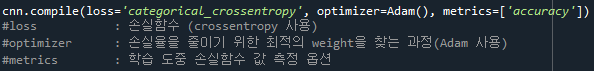 cnn.compile(loss='categorical_crossentropy', optimizer=Adam(), metrics=['accuracy'])
#loss : 손실함수 (crossentropy 사용)
#optimizer : 손실율을 줄이기 위한 최적의 weight을 찾는 과정(Adam 사용)
#metrics : 학습 도중 손실함수 값 측정 옵션